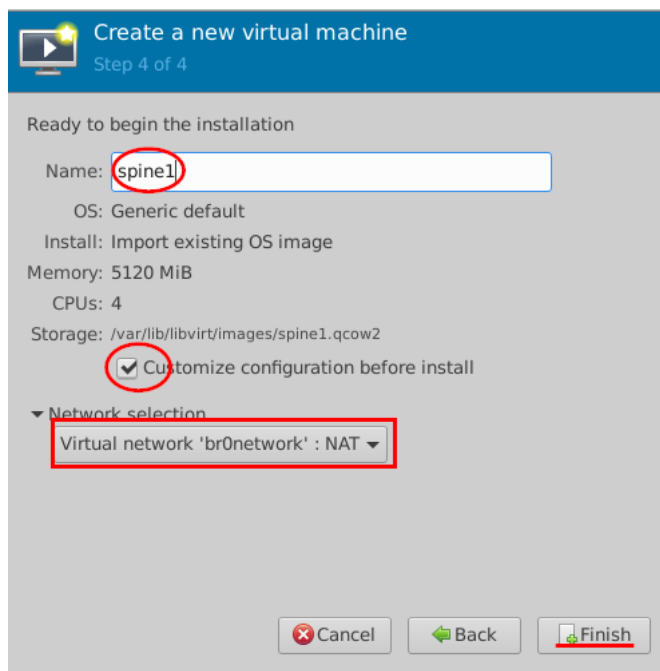 Create a new virtual machine
Step 4 of 4
Ready to begin the installation
Name: spine1
OS: Generic default
Install: Import existing OS image
Memory: 5120 MiB
CPUs: 4
Storage: /var/lib/libvirt/images/spine1.qcow2
Customize configuration before install
Network selection
Virtual network 'br0network' : NAT
Cancel Back Finish